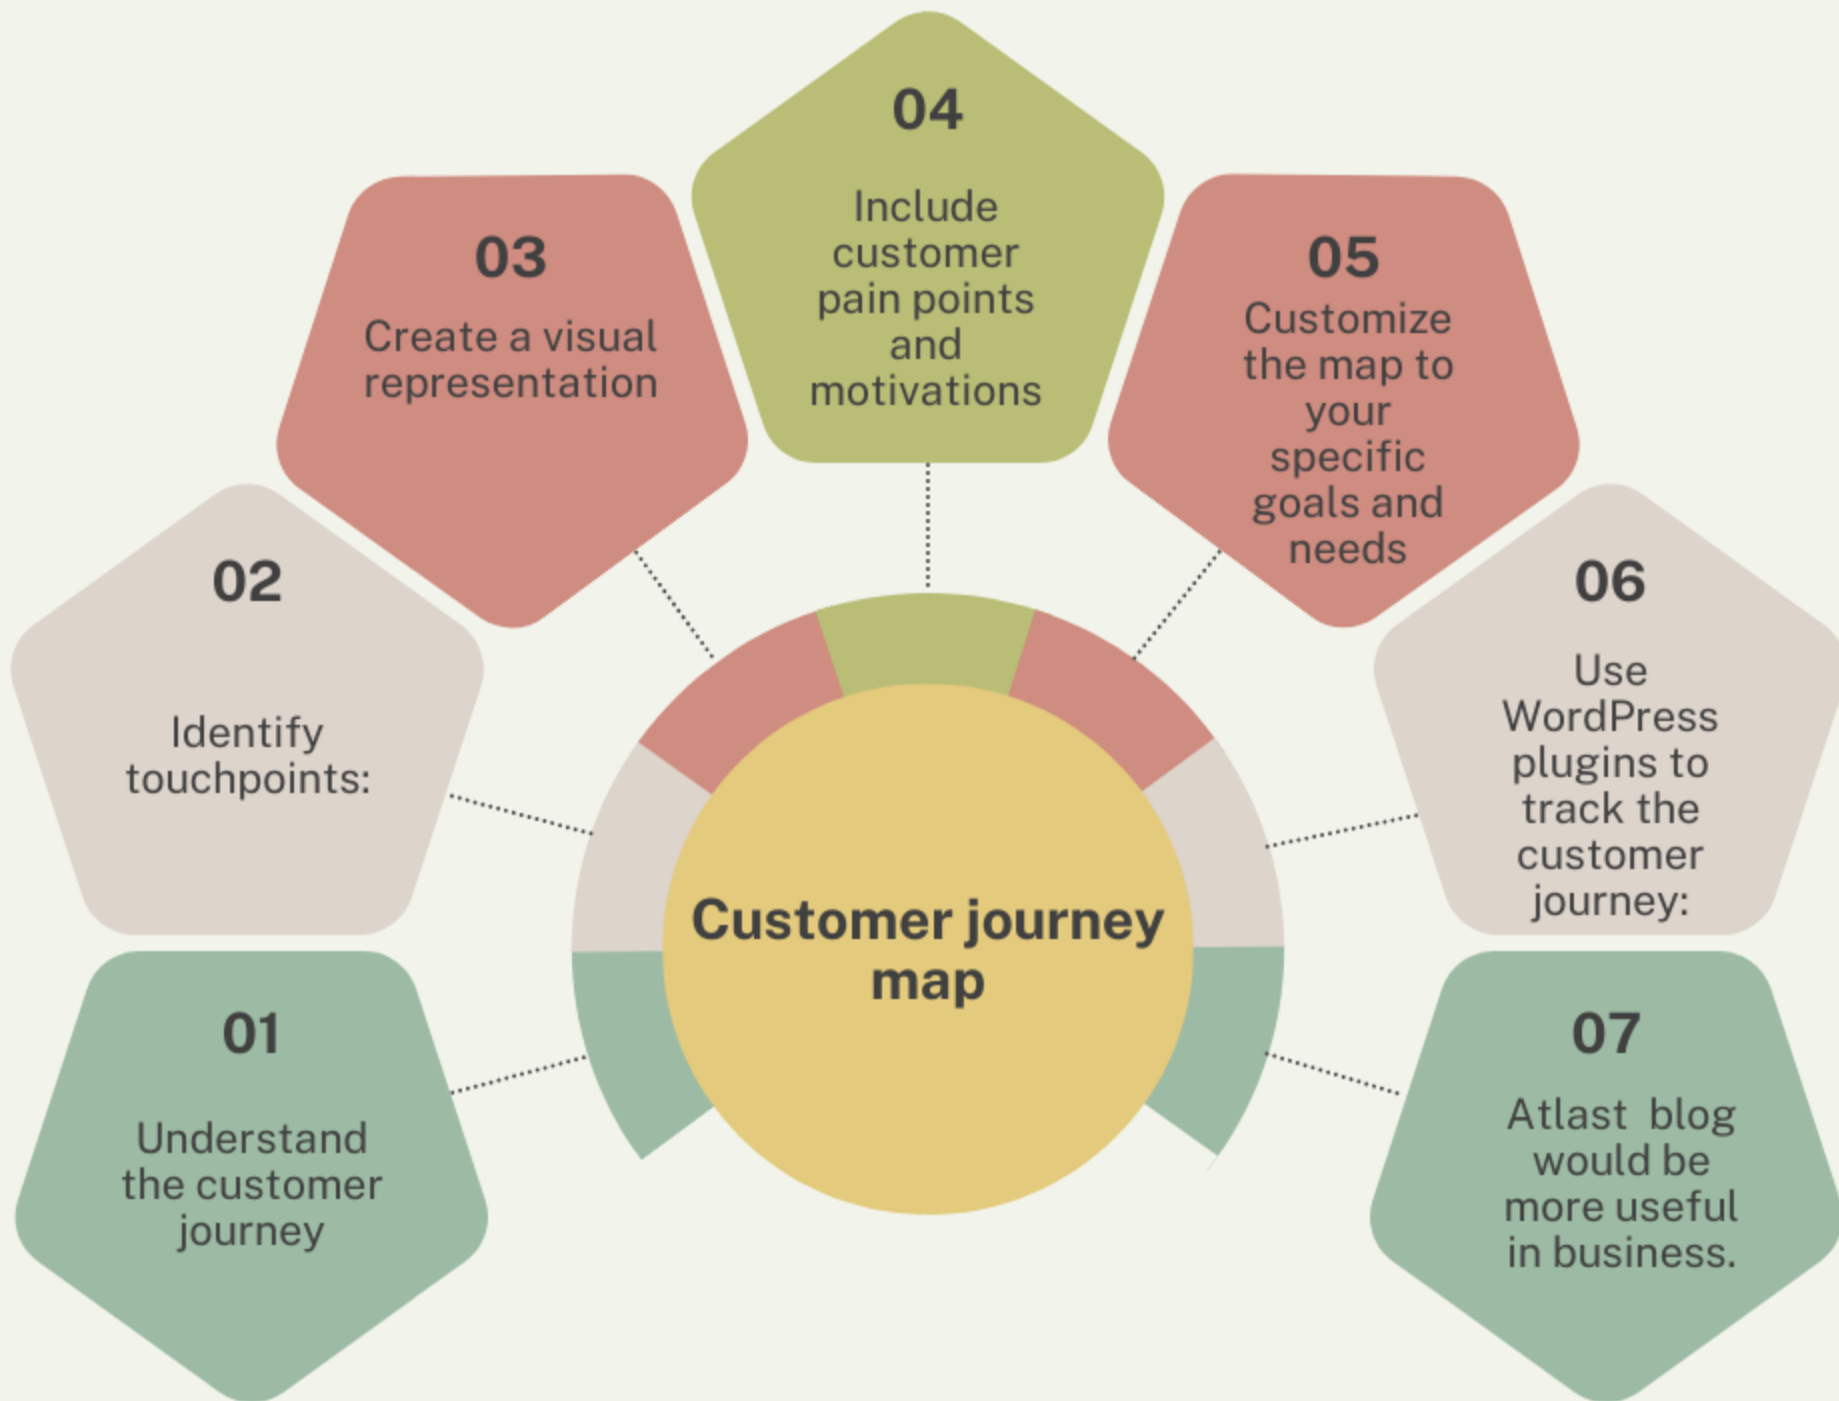 01
Understand
the customer
journey
02
Identify
touchpoints:
03
Create a visual
representation
04
Include
customer
pain points
and
motivations
05
Customize
the map to
your
specific
goals and
needs
06
Use
WordPress
plugins to
track the
customer
journey:
07
Atlast  blog
would be
more useful
in business.
Customer journey
map